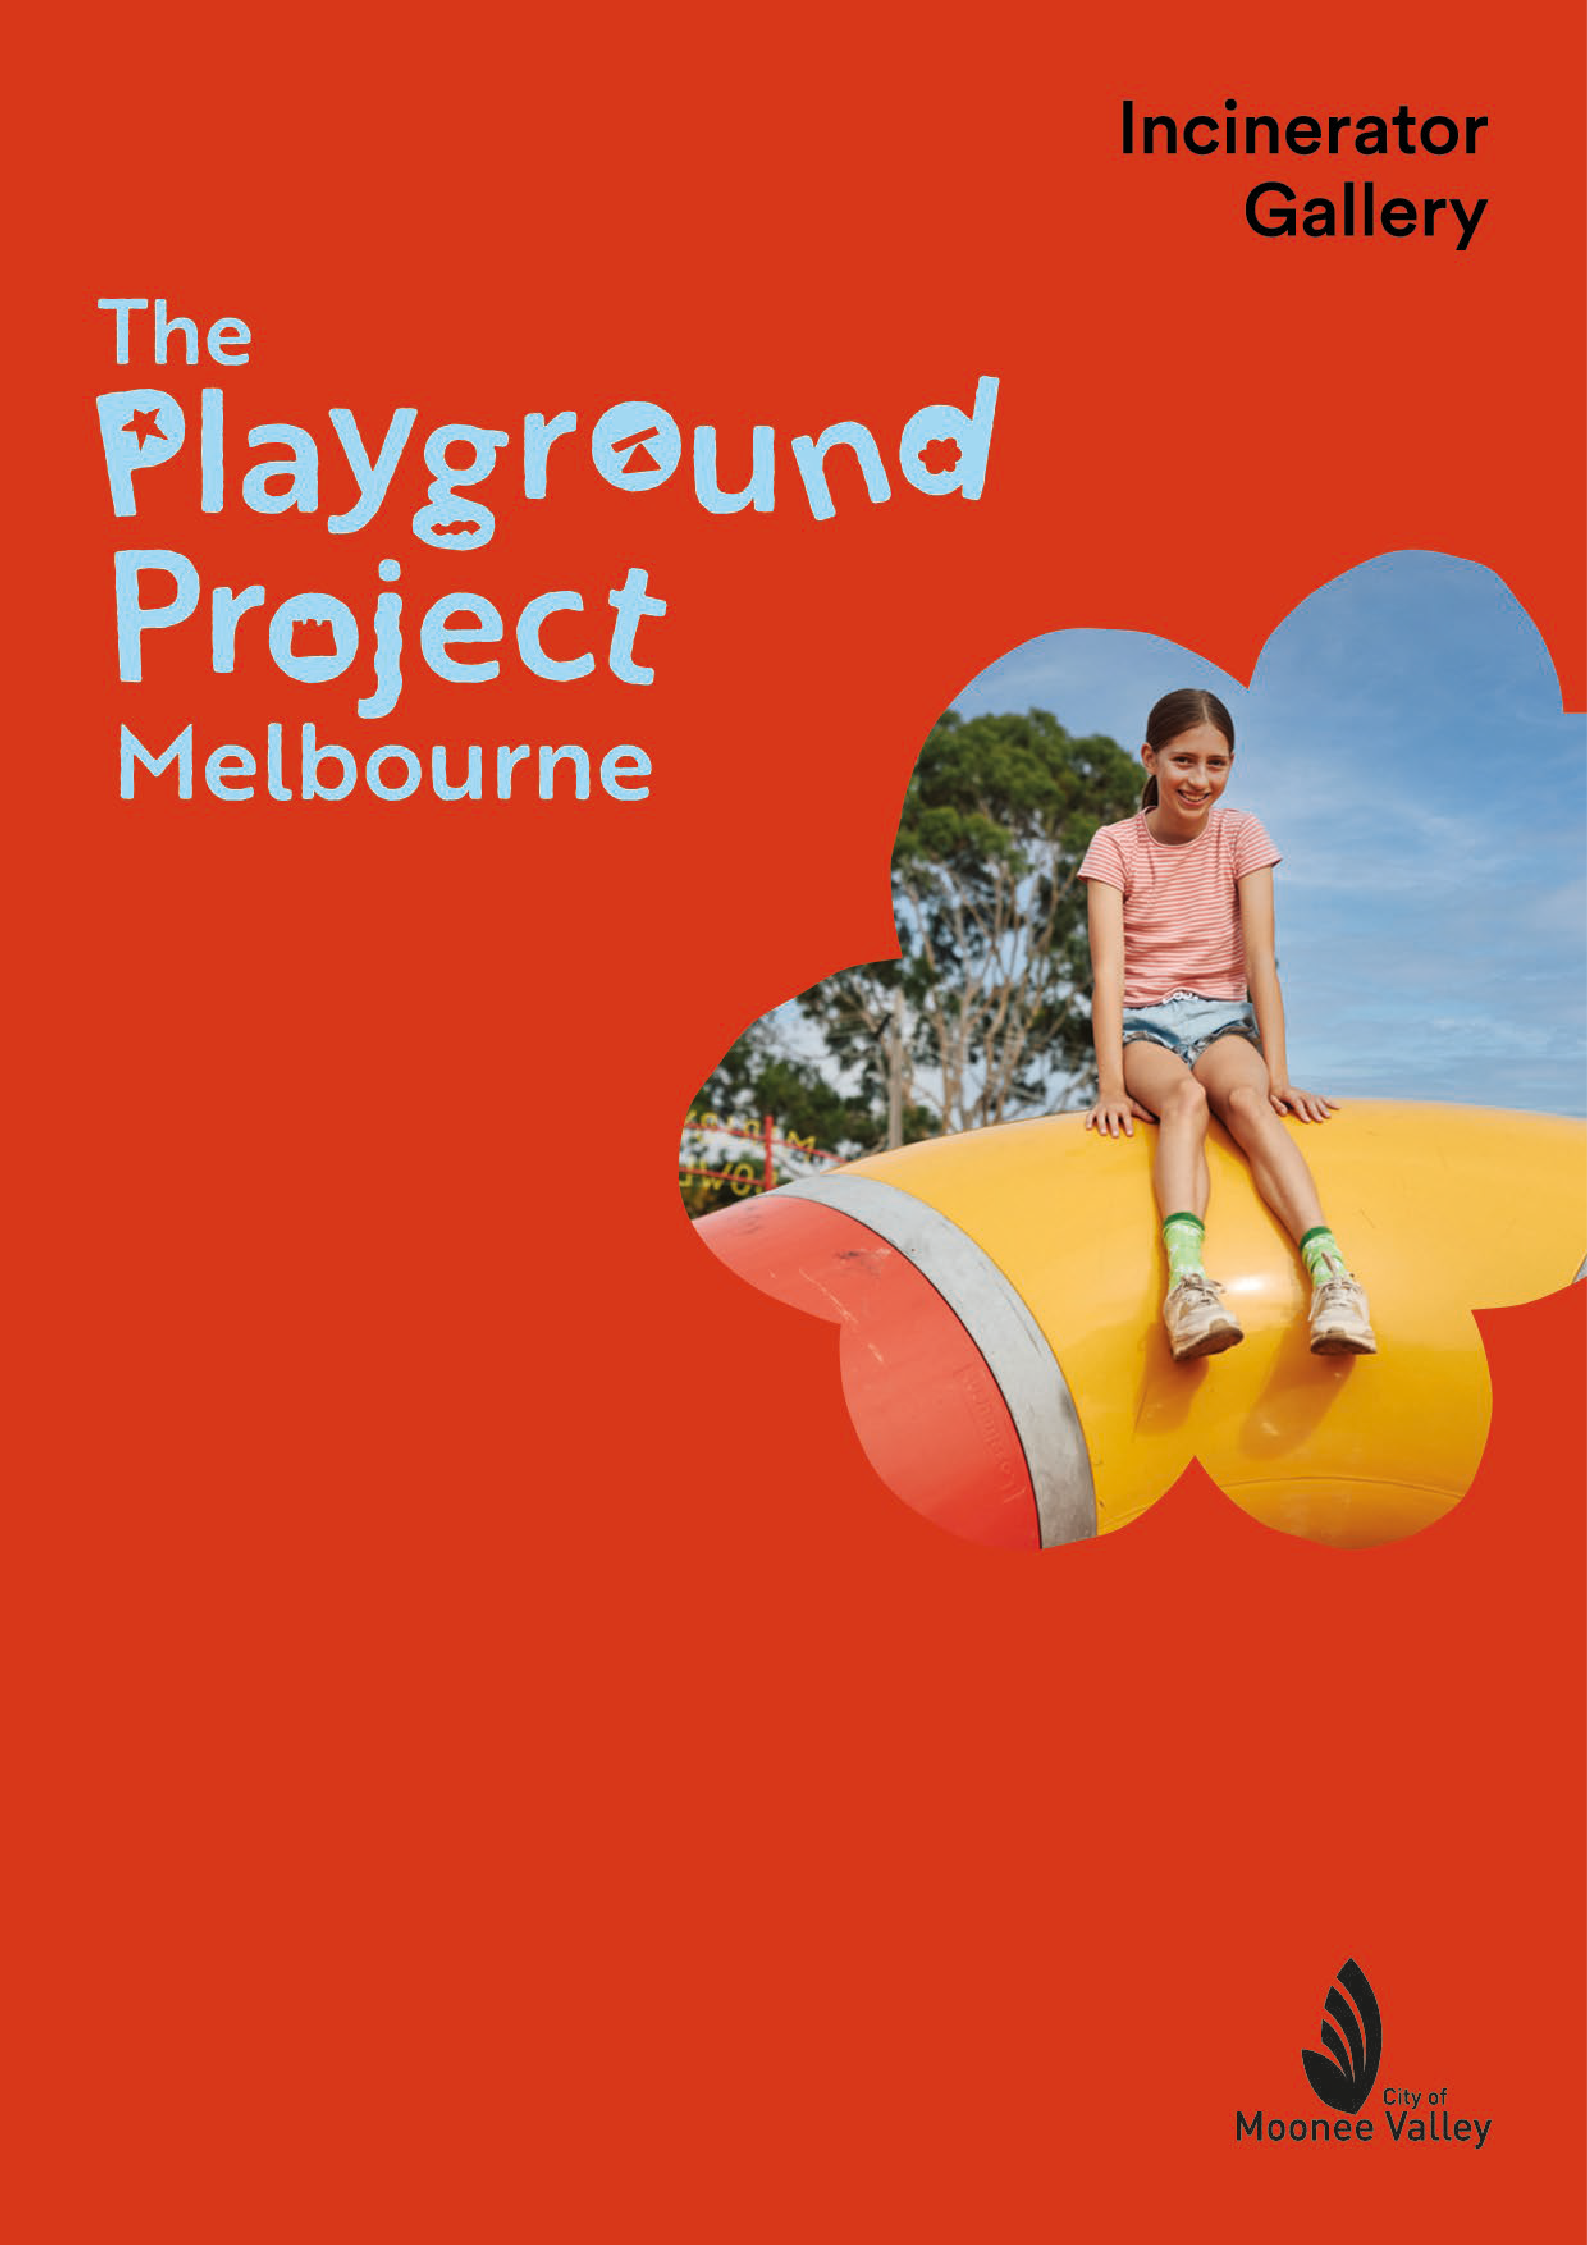 Incinerator
Gallery
The
Playground
Project
Melbourne
City of
Moonee Valley